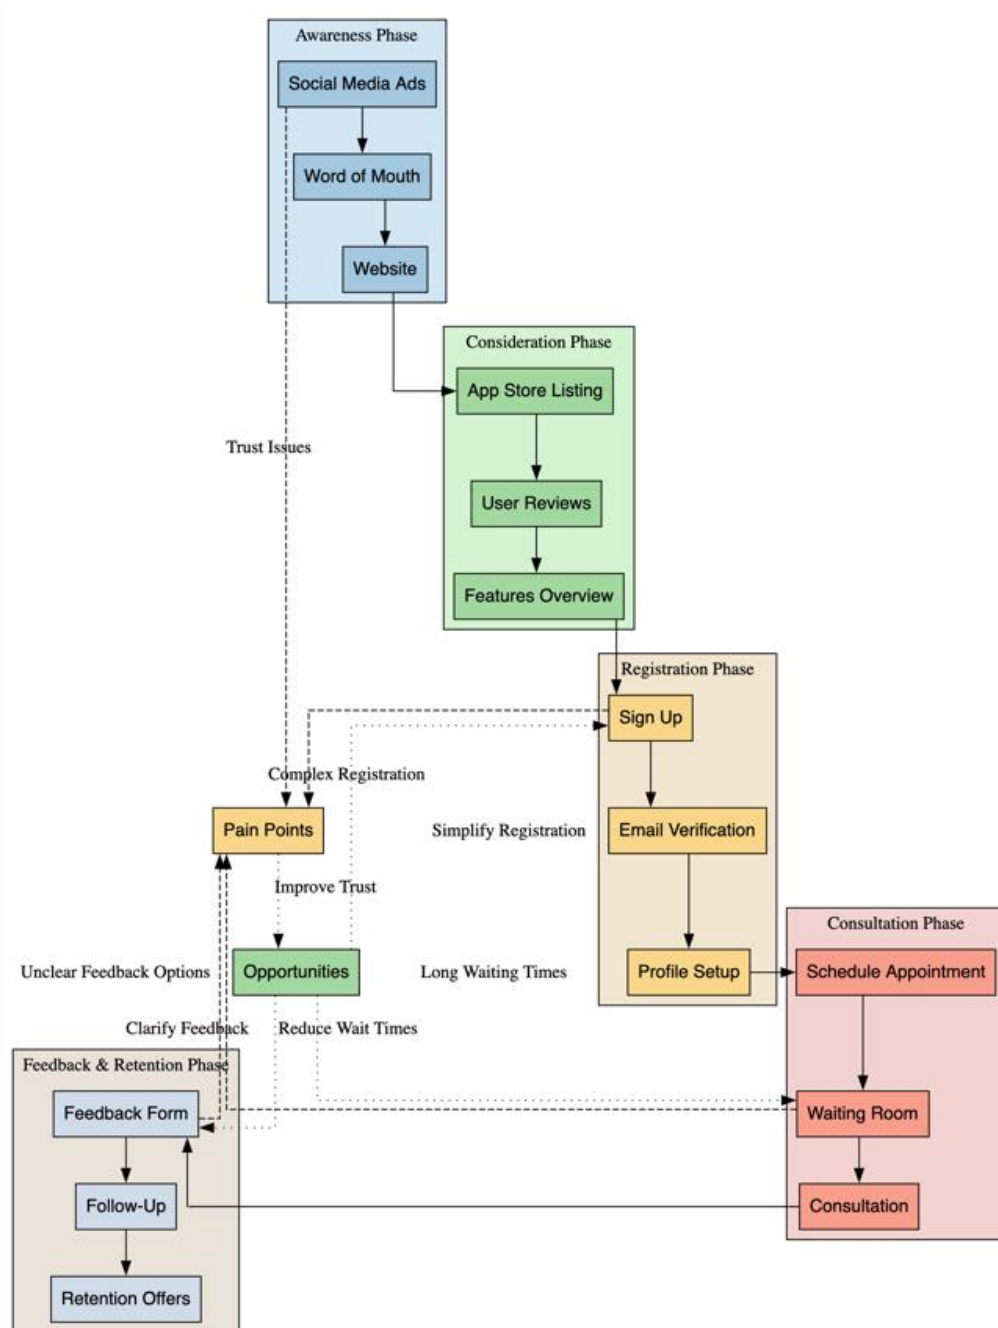 Awareness Phase
Social Media Ads
Word of Mouth
Website
Consideration Phase
App Store Listing
Trust Issues
User Reviews
Features Overview
Registration Phase
Sign Up
Complex Registration
Pain Points
Simplify Registration
Email Verification
Improve Trust
Consultation Phase
Unclear Feedback Options
Opportunities
Long Waiting Times
Profile Setup
Schedule Appointment
Clarify Feedback
Reduce Wait Times
Feedback & Retention Phase
Feedback Form
Waiting Room
Follow-Up
Consultation
Retention Offers